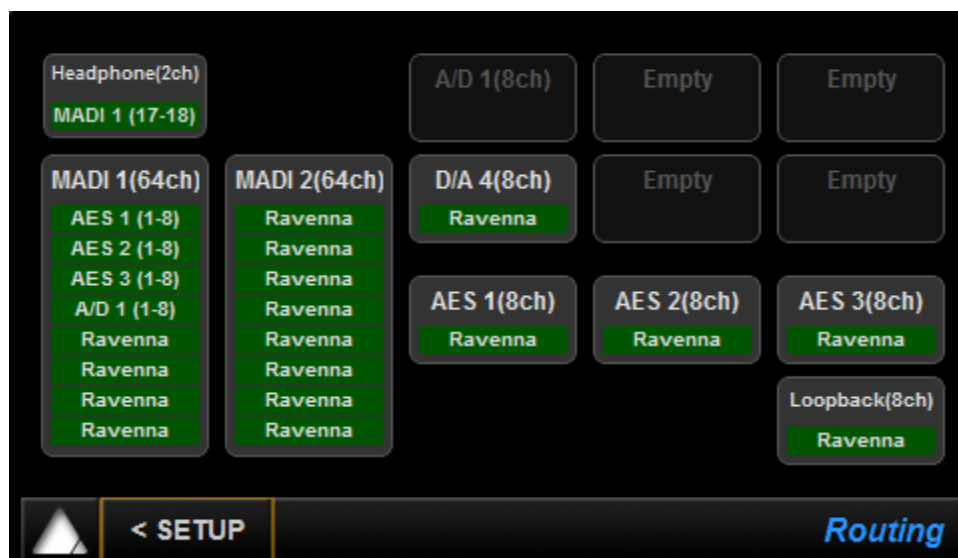 Headphone(2ch)
MADI 1 (17-18)
A/D 1(8ch)
Empty
Empty
MADI 1(64ch)
AES 1 (1-8)
AES 2 (1-8)
AES 3 (1-8)
A/D 1 (1-8)
Ravenna
Ravenna
Ravenna
Ravenna
MADI 2(64ch)
Ravenna
Ravenna
Ravenna
Ravenna
Ravenna
Ravenna
Ravenna
Ravenna
D/A 4(8ch)
Ravenna
Empty
Empty
AES 1(8ch)
Ravenna
AES 2(8ch)
Ravenna
AES 3(8ch)
Ravenna
Loopback(8ch)
Ravenna
< SETUP
Routing